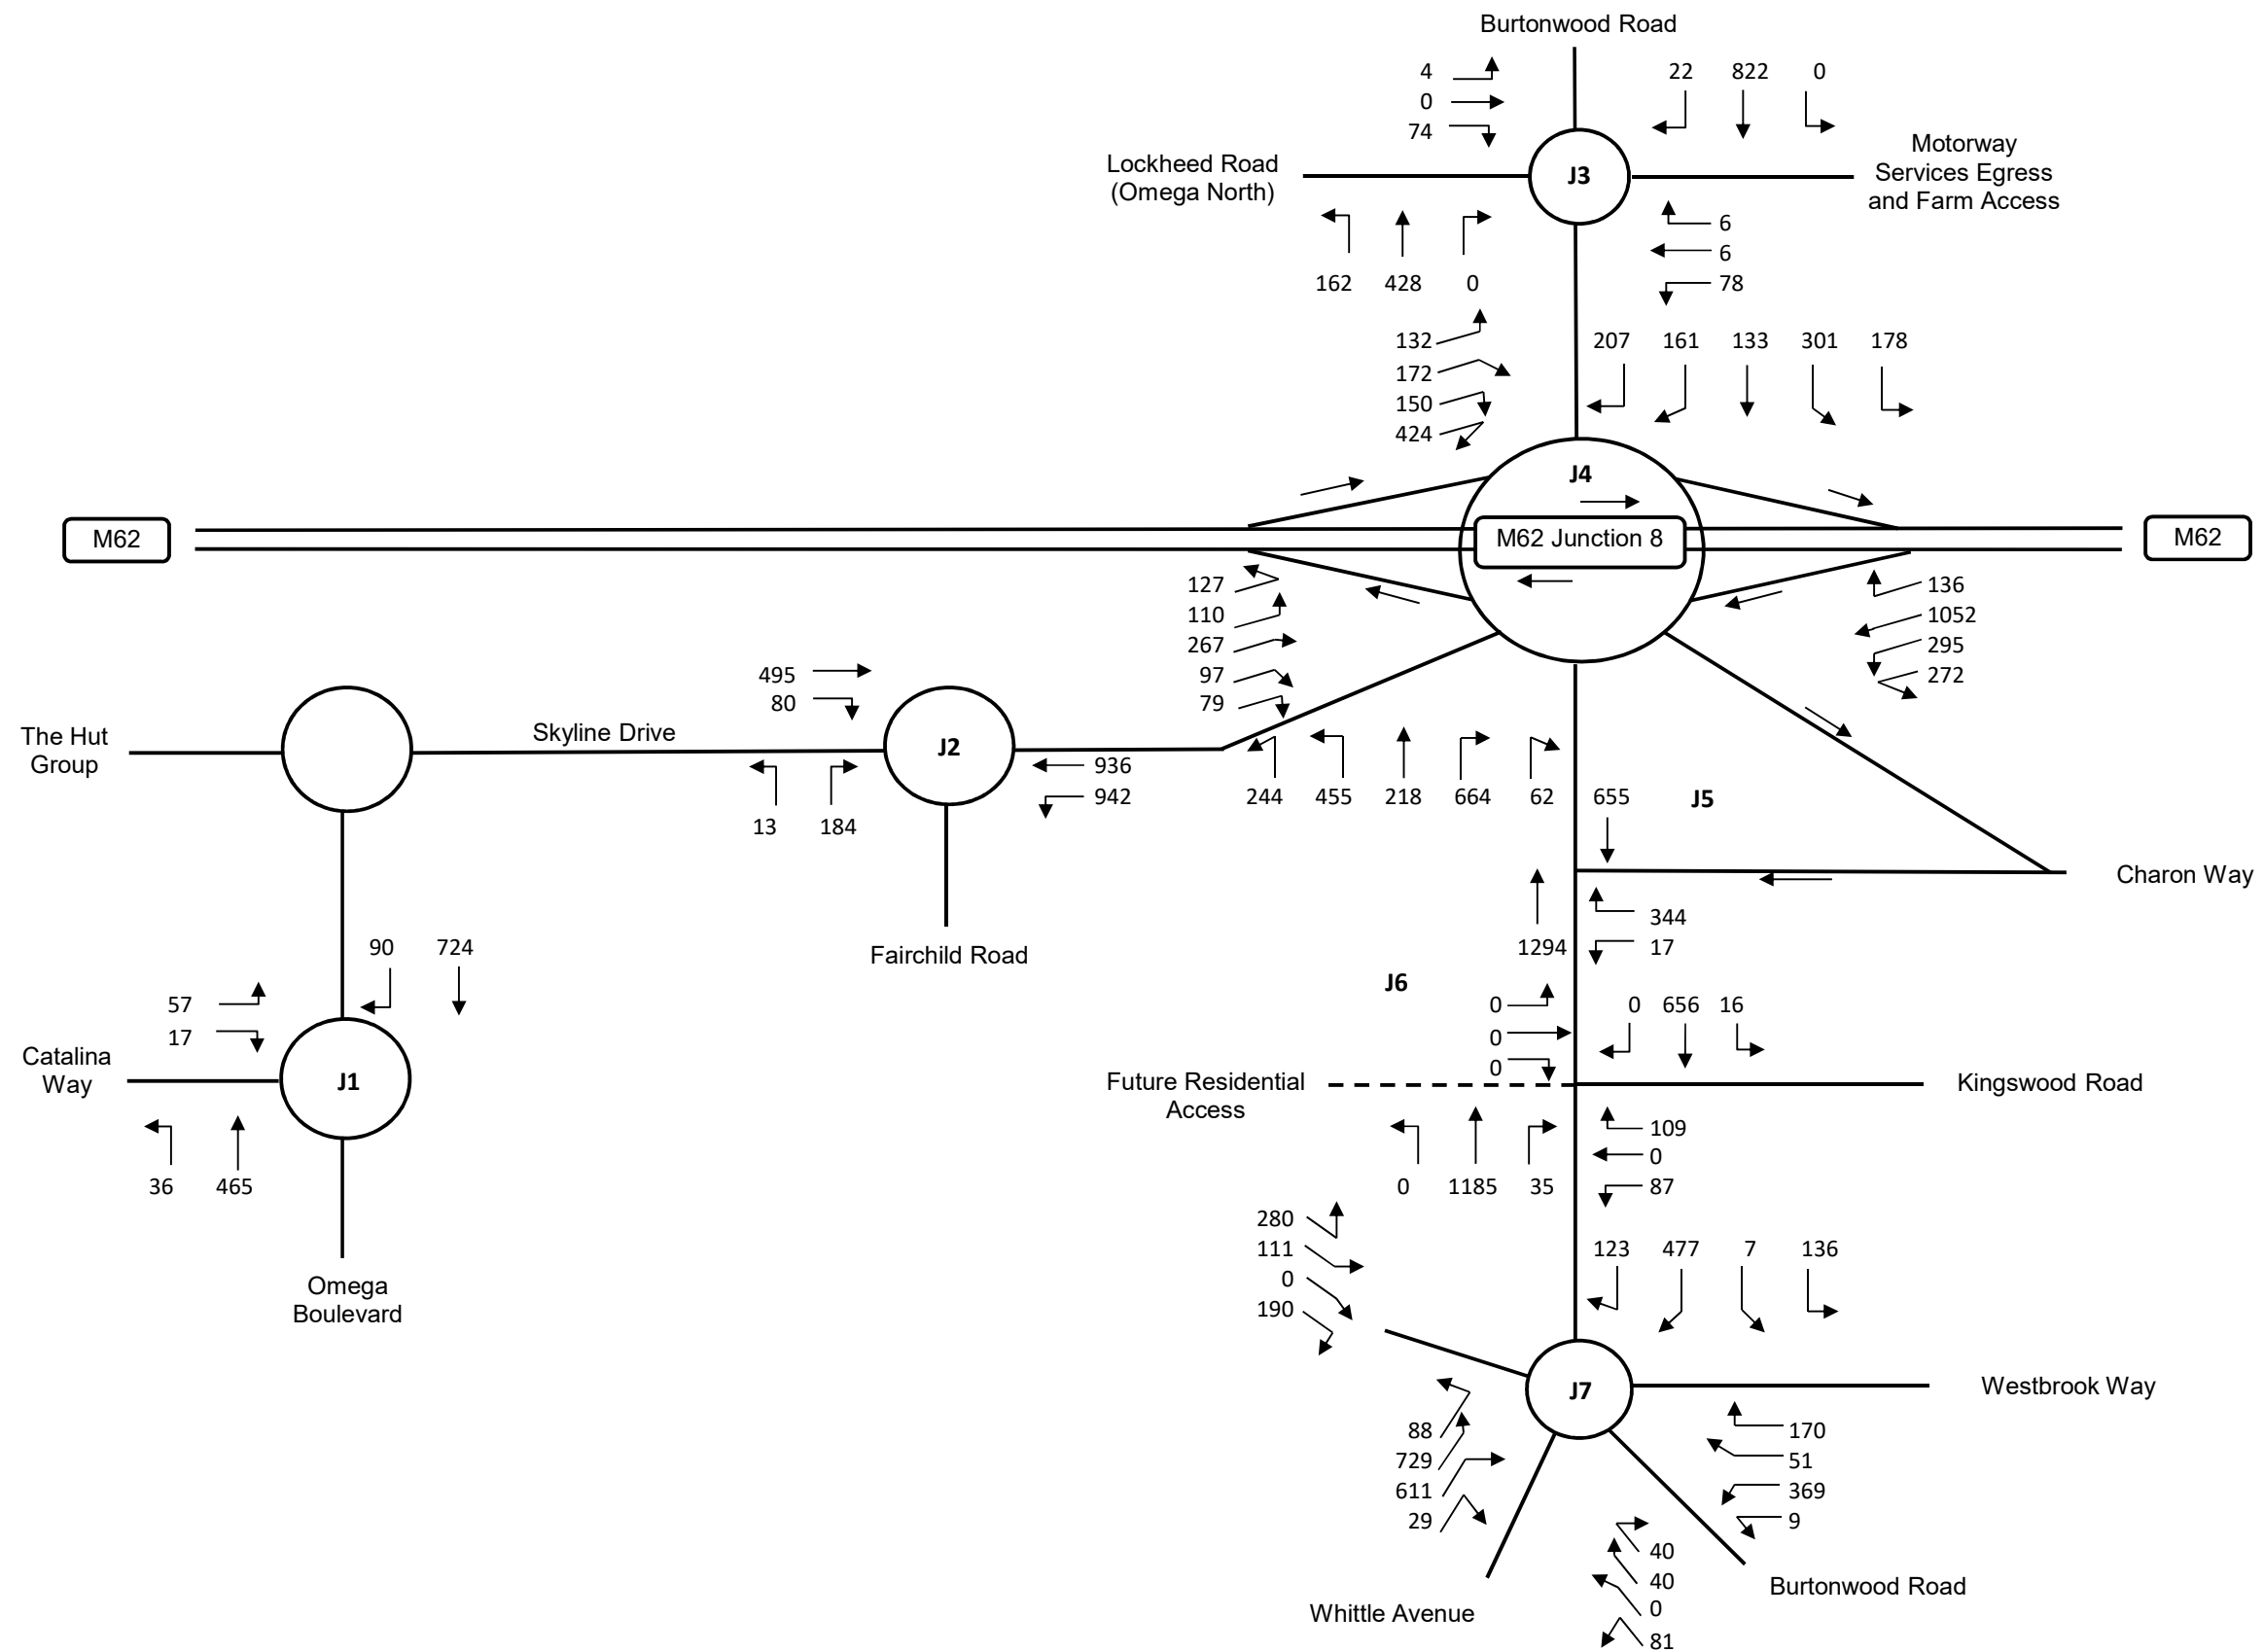 Burtonwood Road
4
22 822 0
0
74
Motorway
Services Egress
and Farm Access
Lockheed Road
(Omega North)
J3
6
6
78
162 428 0
132
172
150
424
207 161 133 301 178
J4
M62
M62 Junction 8
M62
127
110
267
97
79
136
1052
295
272
495
80
The Hut
Group
Skyline Drive
J2
936
942
13 184
244 455 218 664 62
655
J5
Charon Way
344
17
1294
Fairchild Road
90 724
J6
57
17
0
0
0
0 656 16
Catalina
Way
J1
Future Residential
Access
Kingswood Road
109
0
87
36 465
0 1185 35
280
111
0
190
123 477 7 136
Omega
Boulevard
J7
Westbrook Way
88
729
611
29
170
51
369
9
40
40
0
81
Burtonwood Road
Whittle Avenue